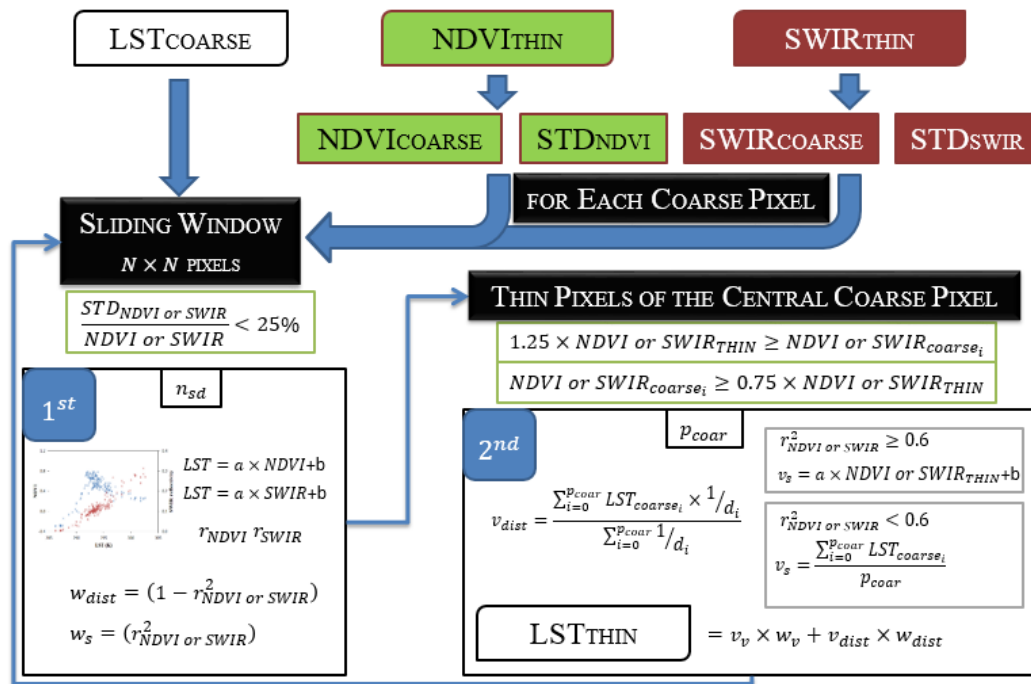 LSTCOARSE
NDVITHIN
SWIRTHIN
NDVICOARSE
STDNDVI
SWIRCOARSE
STDSWIR
FOR EACH COARSE PIXEL
SLIDING WINDOW
N × N PIXELS
STD_NDVI or SWIR / NDVI or SWIR < 25%
THIN PIXELS OF THE CENTRAL COARSE PIXEL
1.25 × NDVI or SWIR_THIN ≥ NDVI or SWIR_coarse_i
NDVI or SWIR_coarse_i ≥ 0.75 × NDVI or SWIR_THIN
1^st
n_sd
LST = a × NDVI+b
LST = a × SWIR+b
r_NDVI r_SWIR
LST (K)
w_dist = (1 − r²_NDVI or SWIR)
w_s = (r²_NDVI or SWIR)
2^nd
p_coar
v_dist = ∑_{i=0}^{p_coar} LST_coarse_i × 1/d_i / ∑_{i=0}^{p_coar} 1/d_i
r²_NDVI or SWIR ≥ 0.6
v_s = a × NDVI or SWIR_THIN+b
r²_NDVI or SWIR < 0.6
v_s = ∑_{i=0}^{p_coar} LST_coarse_i / p_coar
LSTTHIN = v_v × w_v + v_dist × w_dist